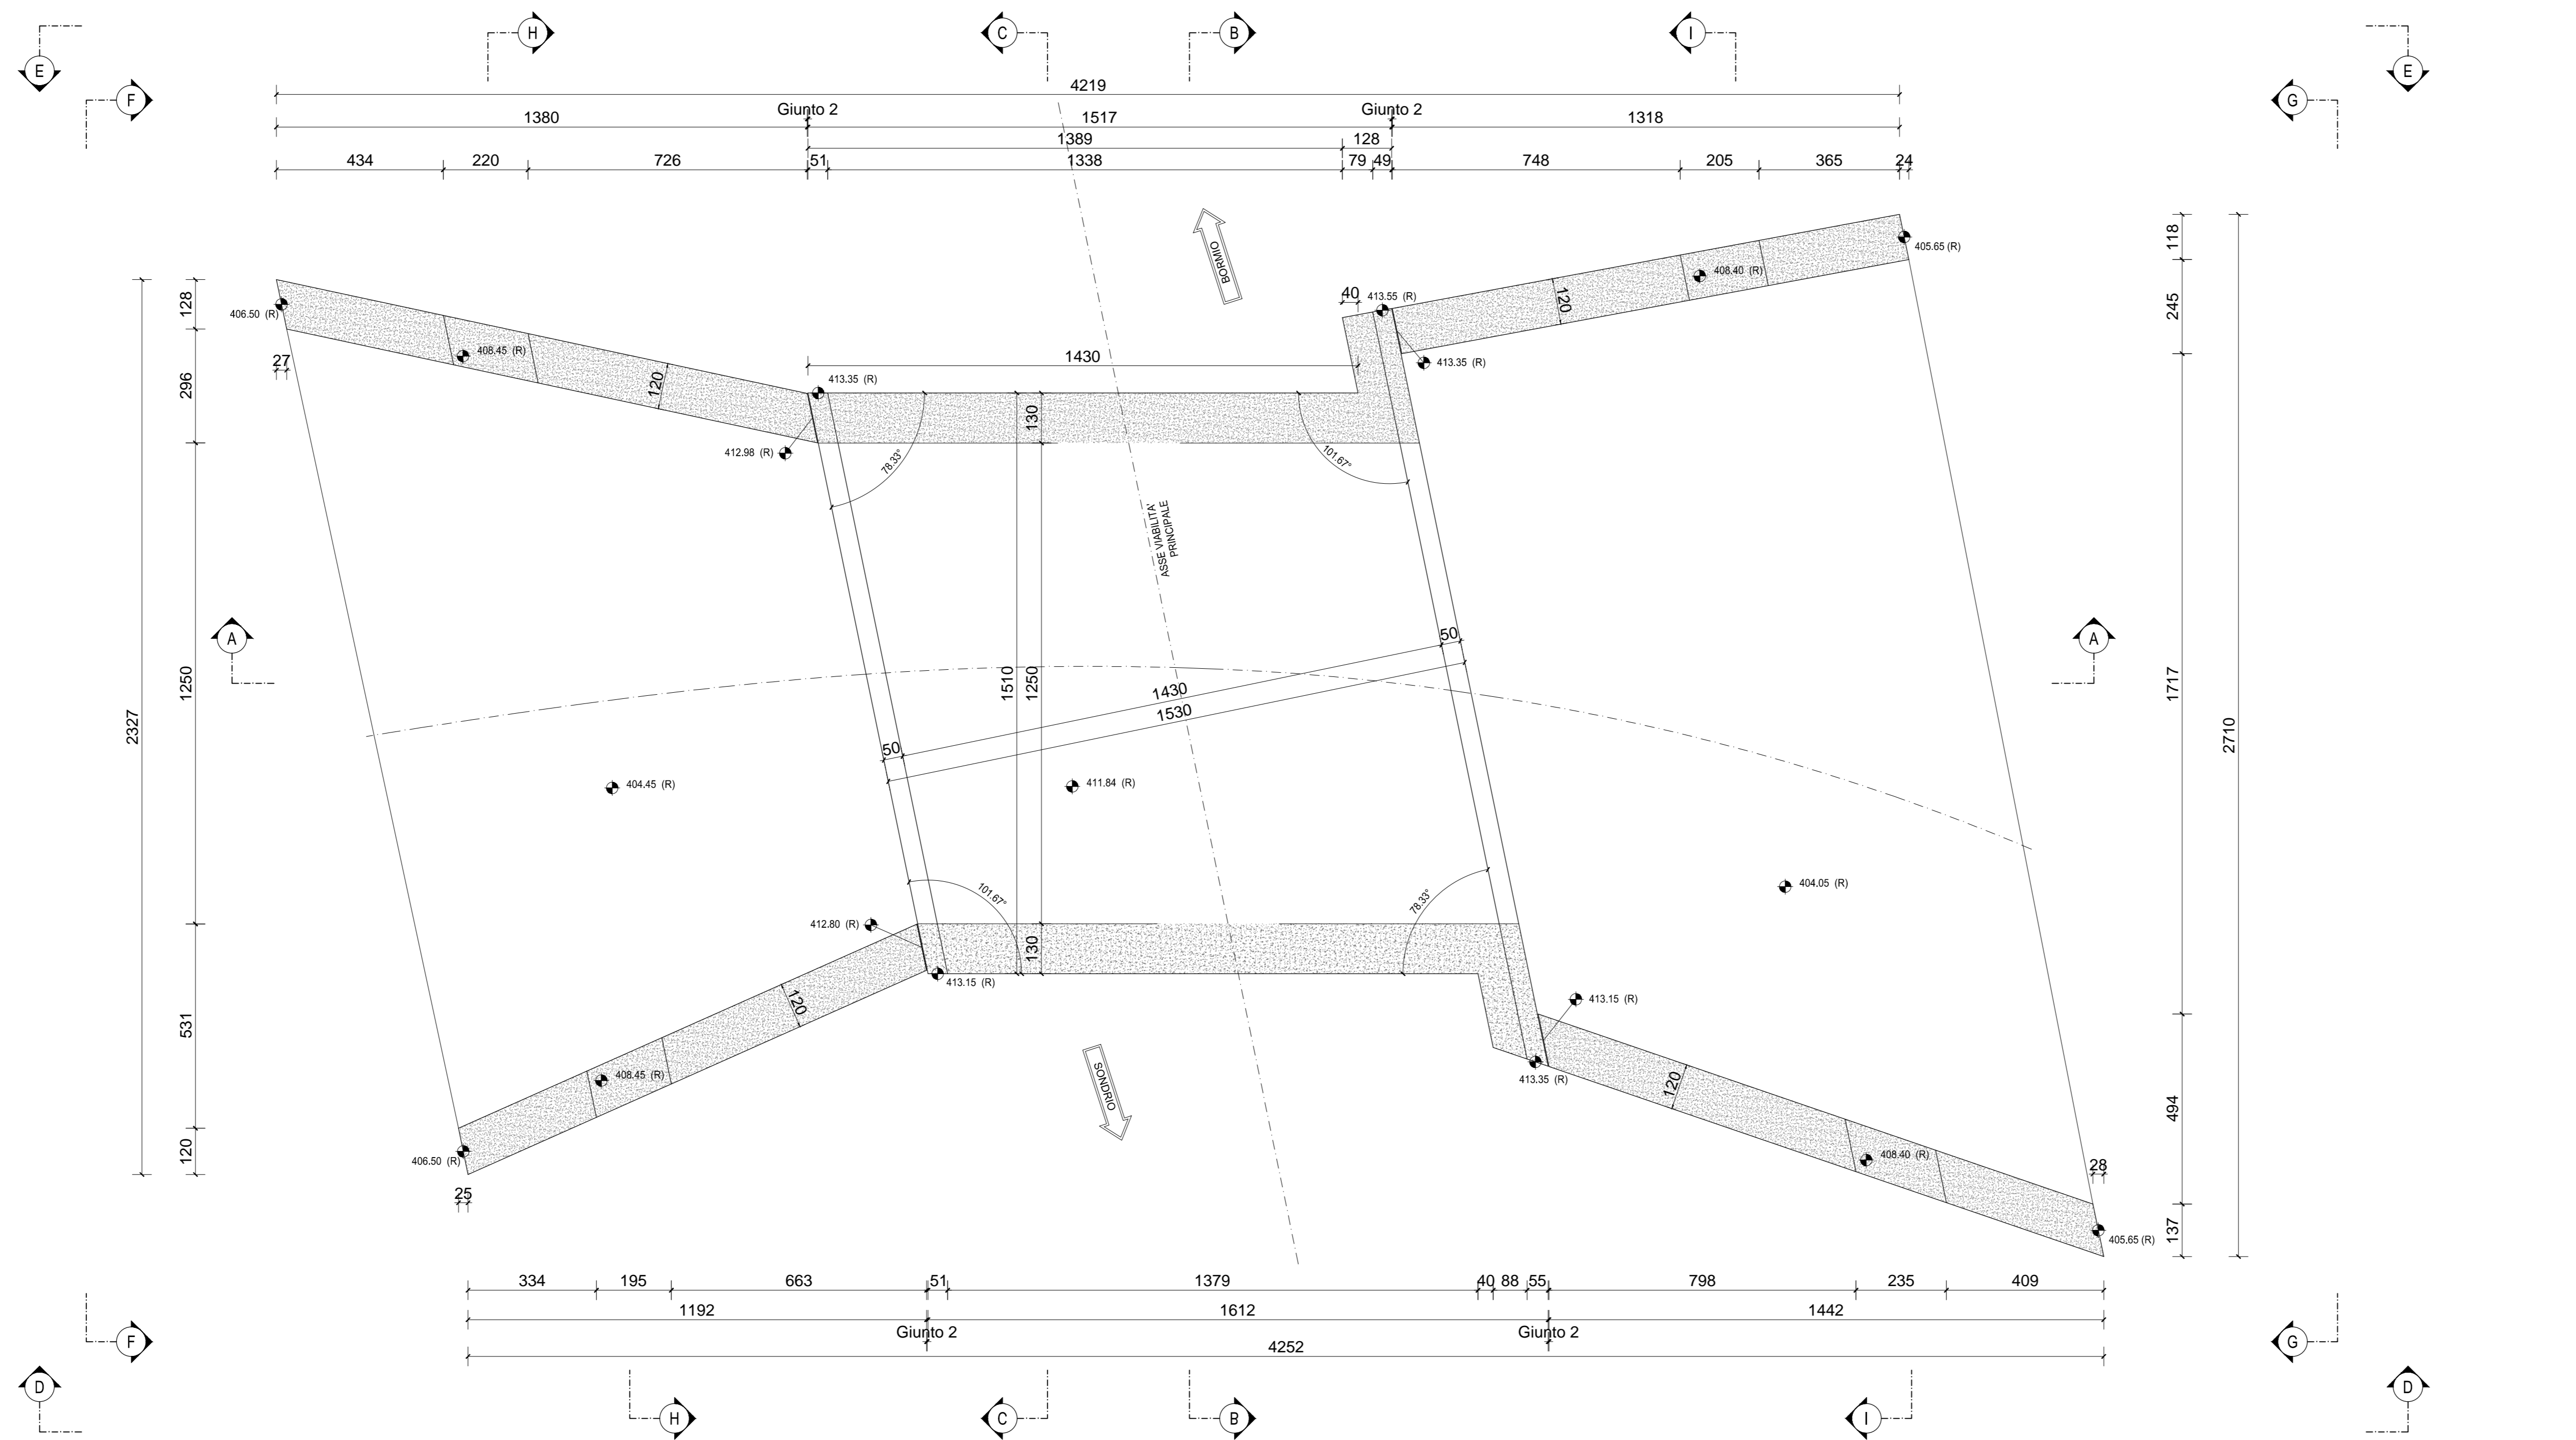 H
C
B
I
E
E
F
G
4219
Giunto 2
Giunto 2
1380
1517
1318
1389
128
434
220
726
51
1338
79
49
748
205
365
24
BORMIO
118
405.65 (R)
408.40 (R)
128
406.50 (R)
40
413.55 (R)
120
245
27
408.45 (R)
1430
413.35 (R)
296
120
413.35 (R)
130
412.98 (R)
78.33°
101.67°
ASSE VIABILITA'
PRINCIPALE
A
A
50
1250
1510
1250
1717
1430
1530
2327
2710
50
404.45 (R)
411.84 (R)
404.05 (R)
101.67°
78.33°
412.80 (R)
130
413.15 (R)
120
413.15 (R)
531
408.45 (R)
SONDRIO
413.35 (R)
120
494
408.40 (R)
120
406.50 (R)
28
25
137
405.65 (R)
334
195
663
51
1379
40
88
55
798
235
409
1192
1612
1442
Giunto 2
Giunto 2
4252
F
G
D
D
H
C
B
I